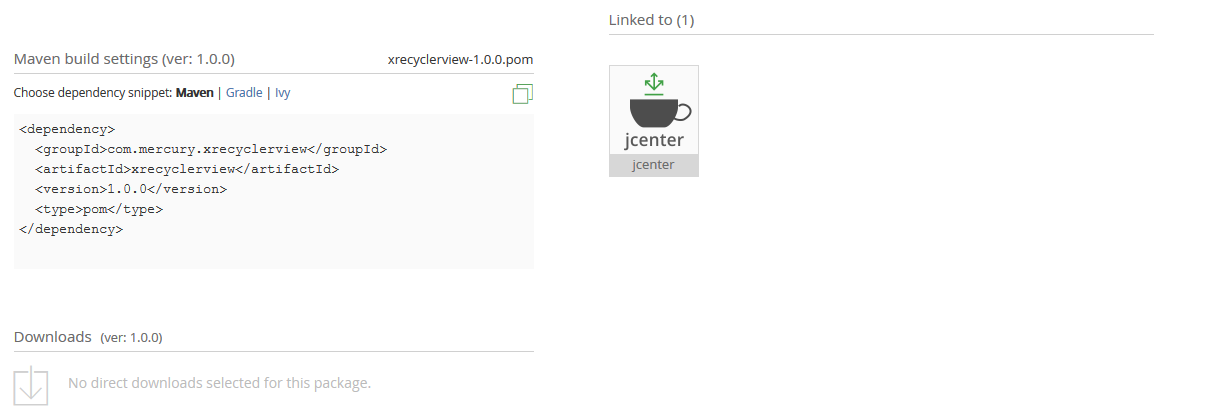 Linked to (1)
Maven build settings (ver: 1.0.0) xrecyclerview-1.0.0.pom
Choose dependency snippet: Maven | Gradle | Ivy
<dependency>
  <groupId>com.mercury.xrecyclerview</groupId>
  <artifactId>xrecyclerview</artifactId>
  <version>1.0.0</version>
  <type>pom</type>
</dependency>
jcenter
jcenter
Downloads (ver: 1.0.0)
No direct downloads selected for this package.